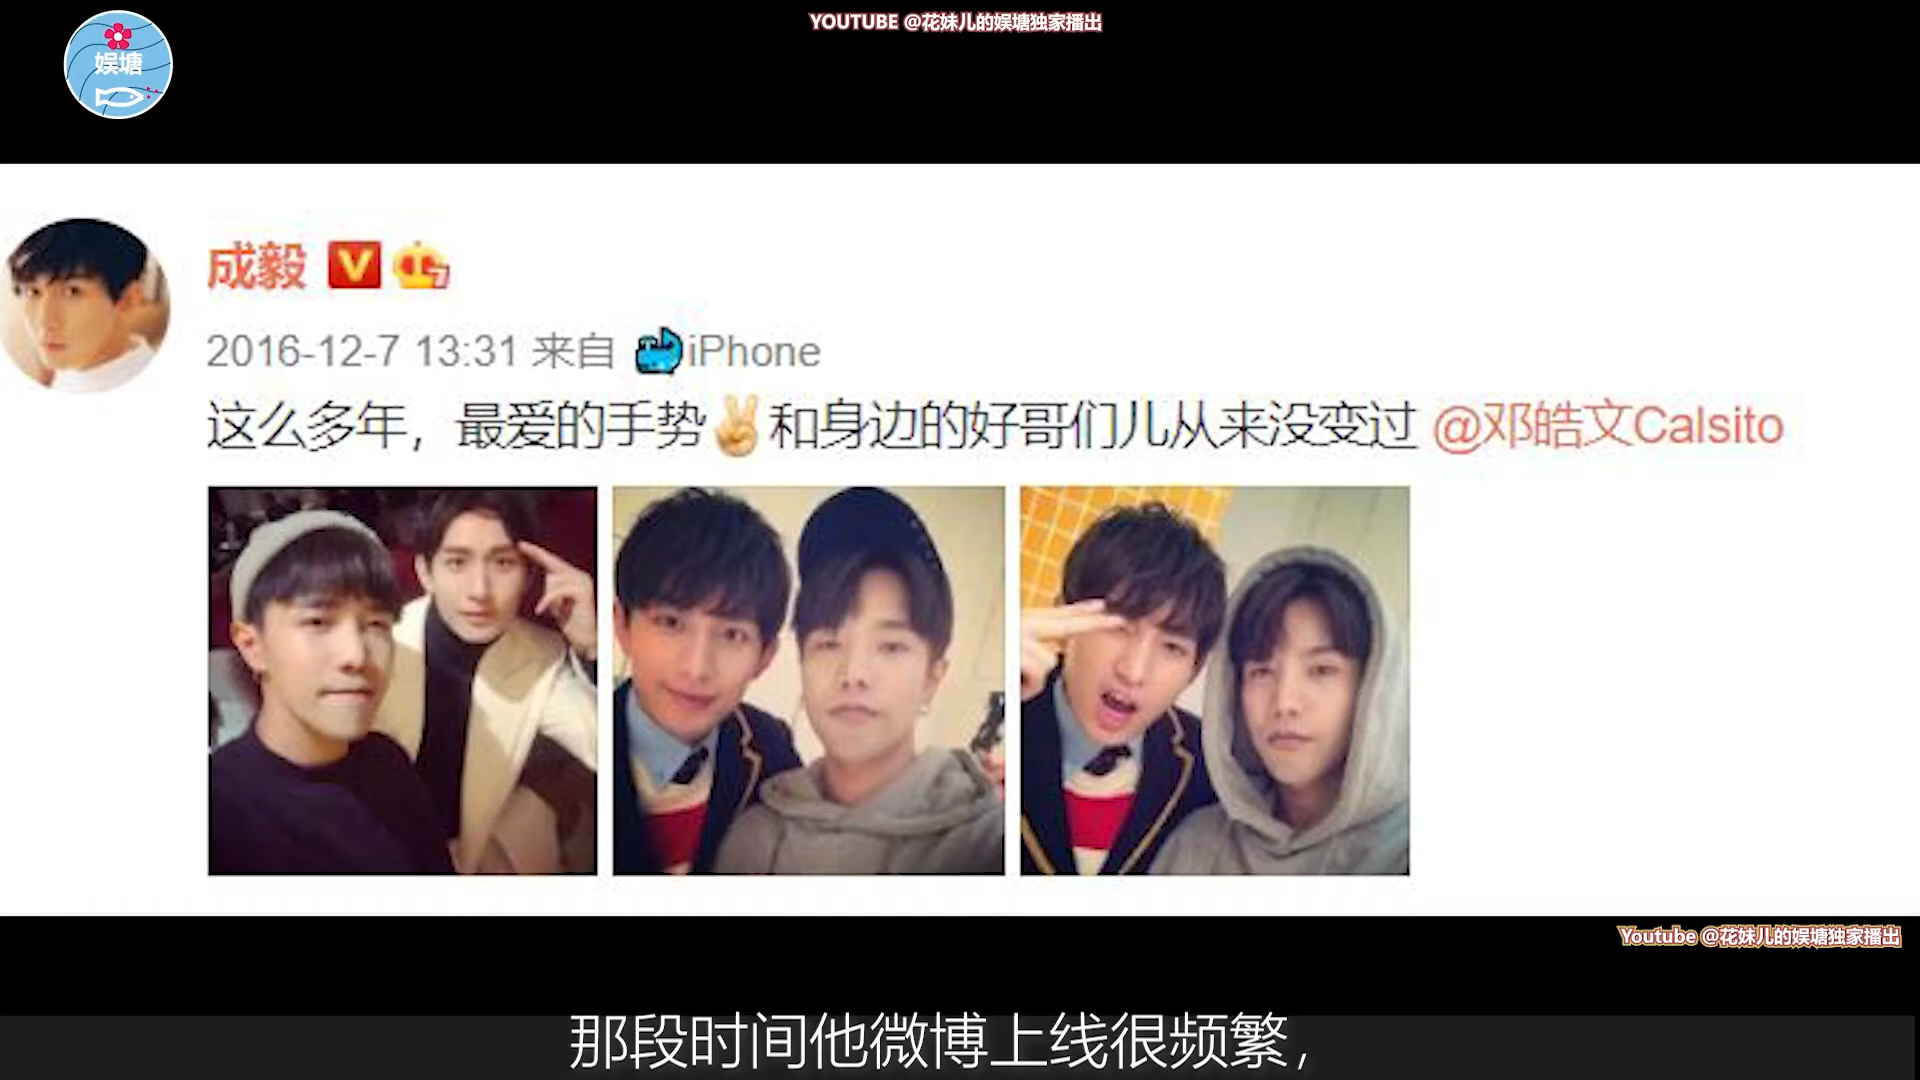 YOUTUBE @花妹儿的娱塘独家播出
娱塘
成毅 V 7
2016-12-7 13:31 来自 iPhone
这么多年，最爱的手势✌和身边的好哥们儿从来没变过 @邓皓文Calsito
Youtube @花妹儿的娱塘独家播出
那段时间他微博上线很频繁，